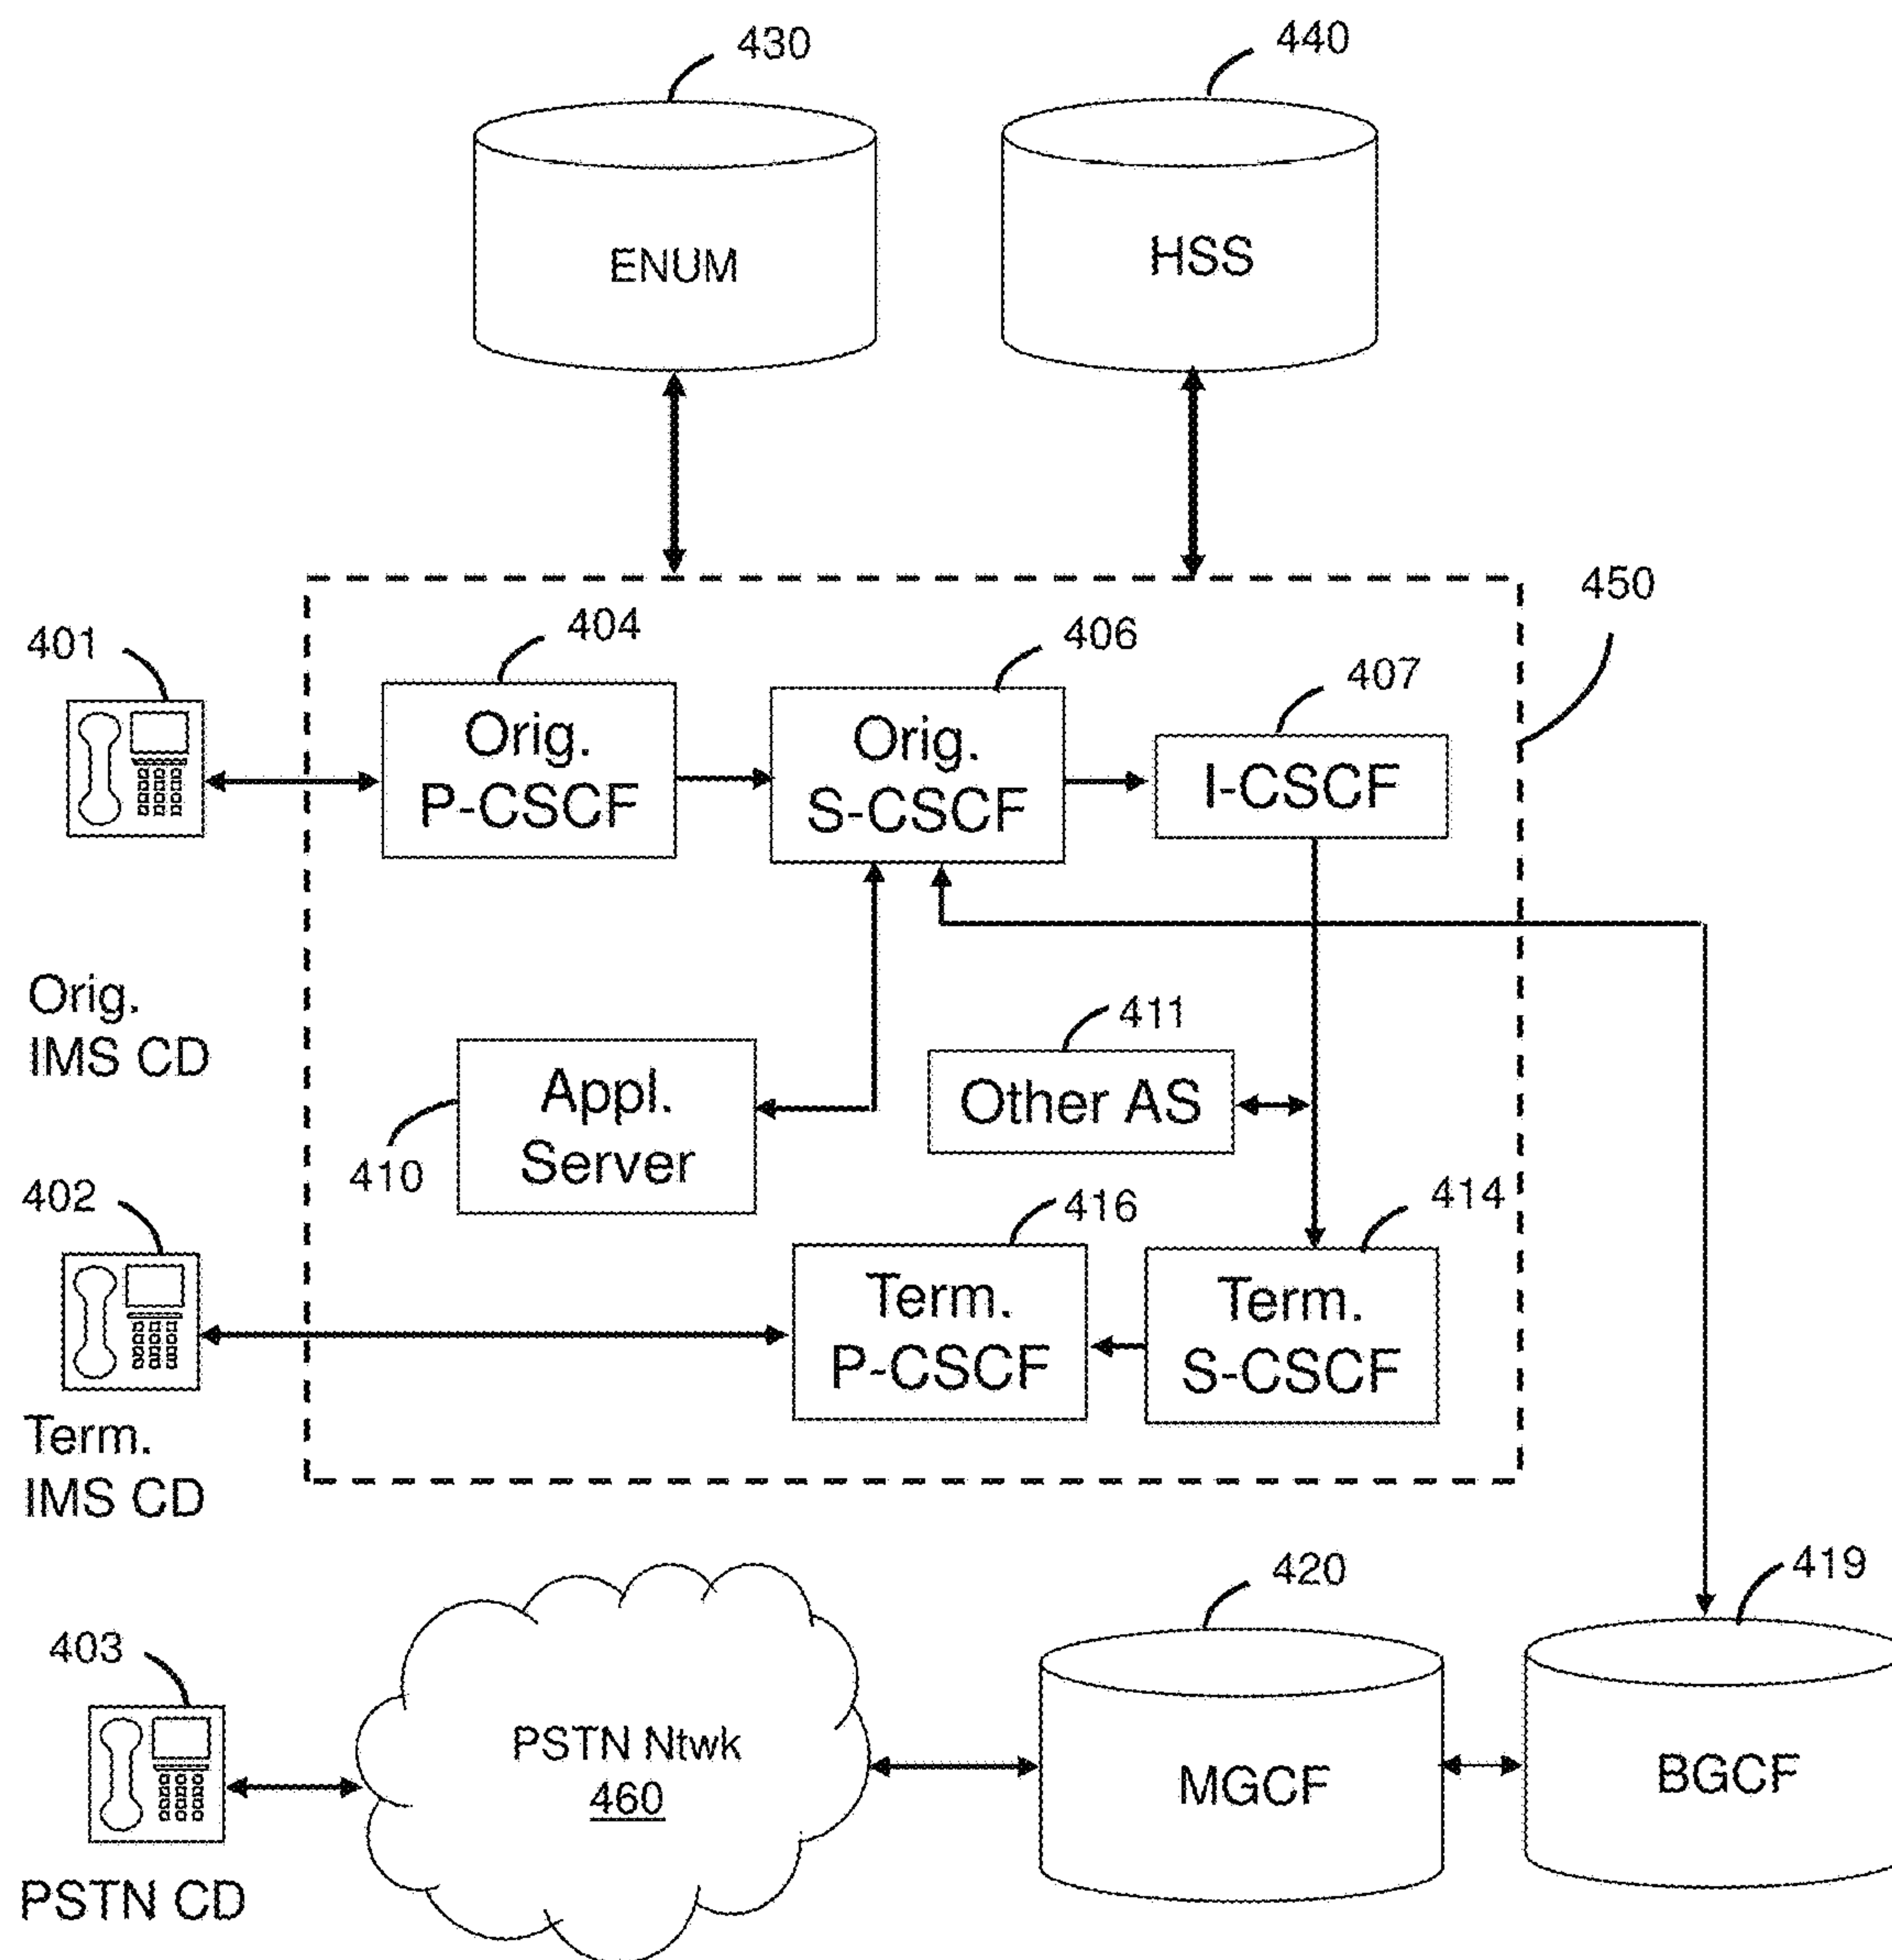 430
440
ENUM
HSS
450
401
404
406
407
Orig.
P-CSCF
Orig.
S-CSCF
I-CSCF
Orig.
IMS CD
411
Other AS
Appl.
Server
410
402
416
414
Term.
P-CSCF
Term.
S-CSCF
Term.
IMS CD
420
419
403
PSTN Ntwk
460
MGCF
BGCF
PSTN CD